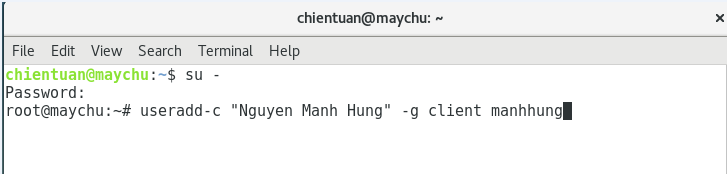 chientuan@maychu: ~
File Edit View Search Terminal Help
chientuan@maychu:~$ su -
Password:
root@maychu:~# useradd-c "Nguyen Manh Hung" -g client manhhung